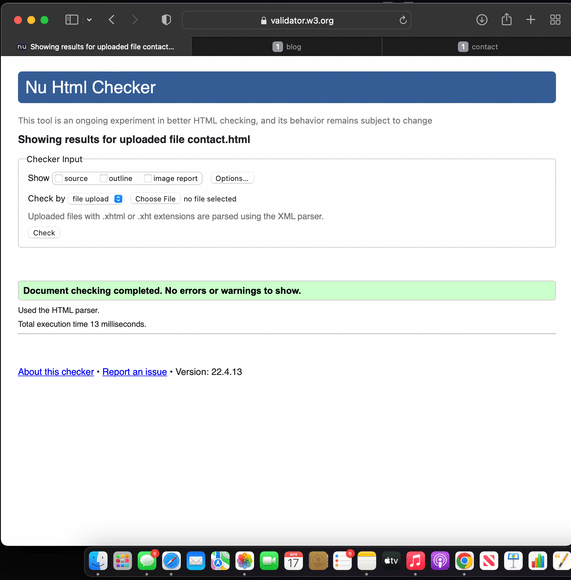 validator.w3.org
nu Showing results for uploaded file contact...
1 blog
1 contact
Nu Html Checker
This tool is an ongoing experiment in better HTML checking, and its behavior remains subject to change
Showing results for uploaded file contact.html
Checker Input
Show source outline image report Options...
Check by file upload Choose File no file selected
Uploaded files with .xhtml or .xht extensions are parsed using the XML parser.
Check
Document checking completed. No errors or warnings to show.
Used the HTML parser.
Total execution time 13 milliseconds.
About this checker • Report an issue • Version: 22.4.13
17
tv